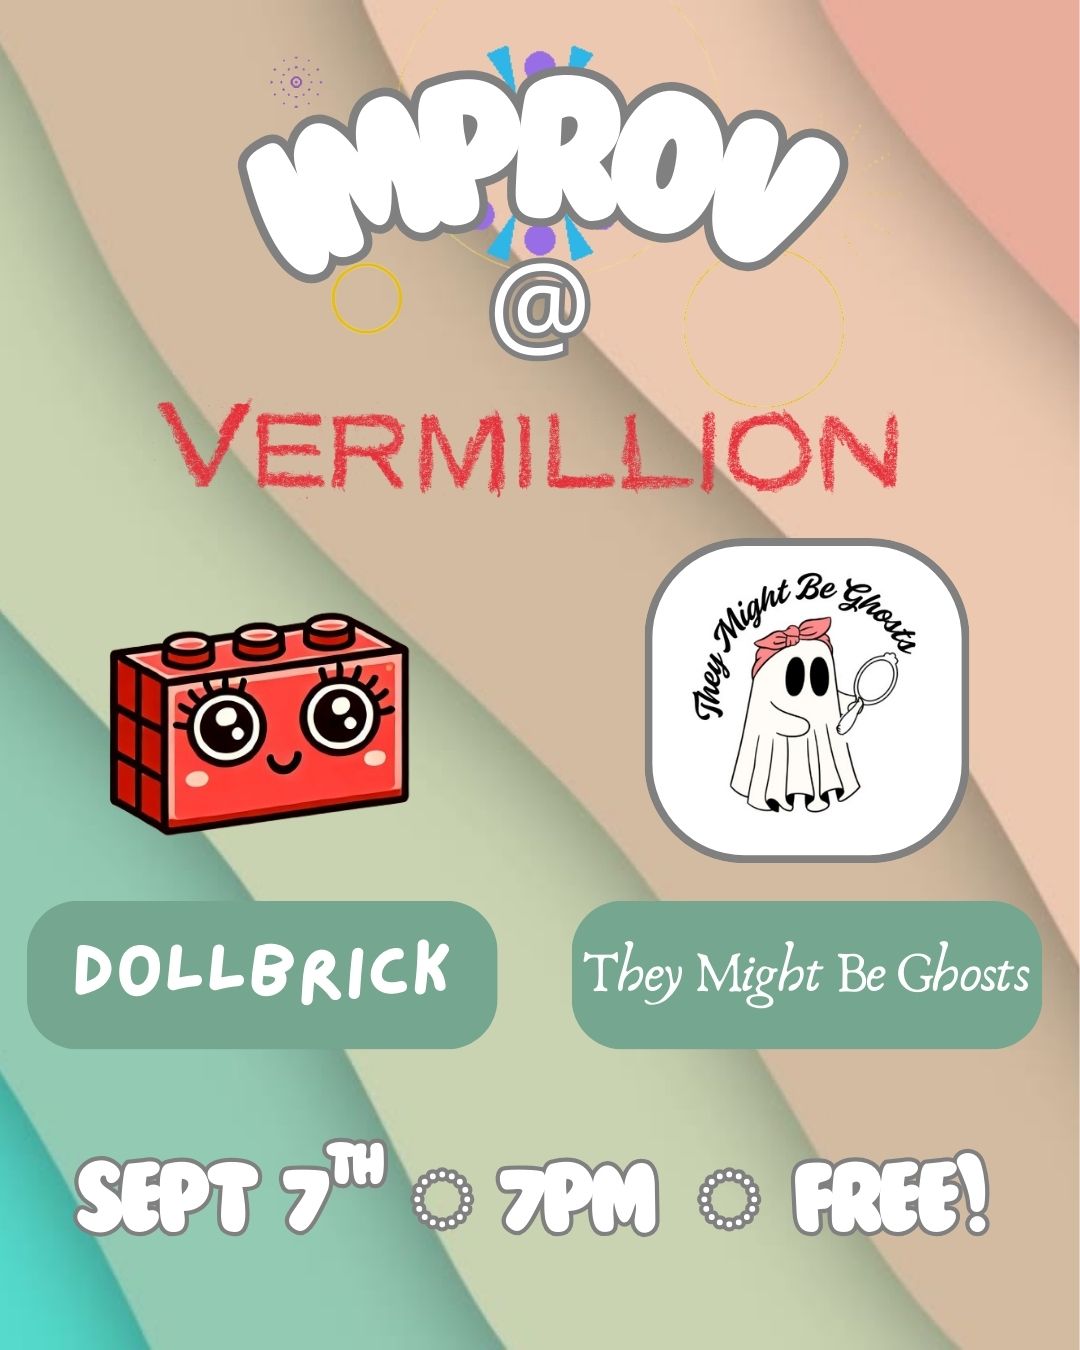 IMPROV
@
VERMILLION
They Might Be Ghosts
DOLLBRICK
They Might Be Ghosts
SEPT 7TH 7PM FREE!